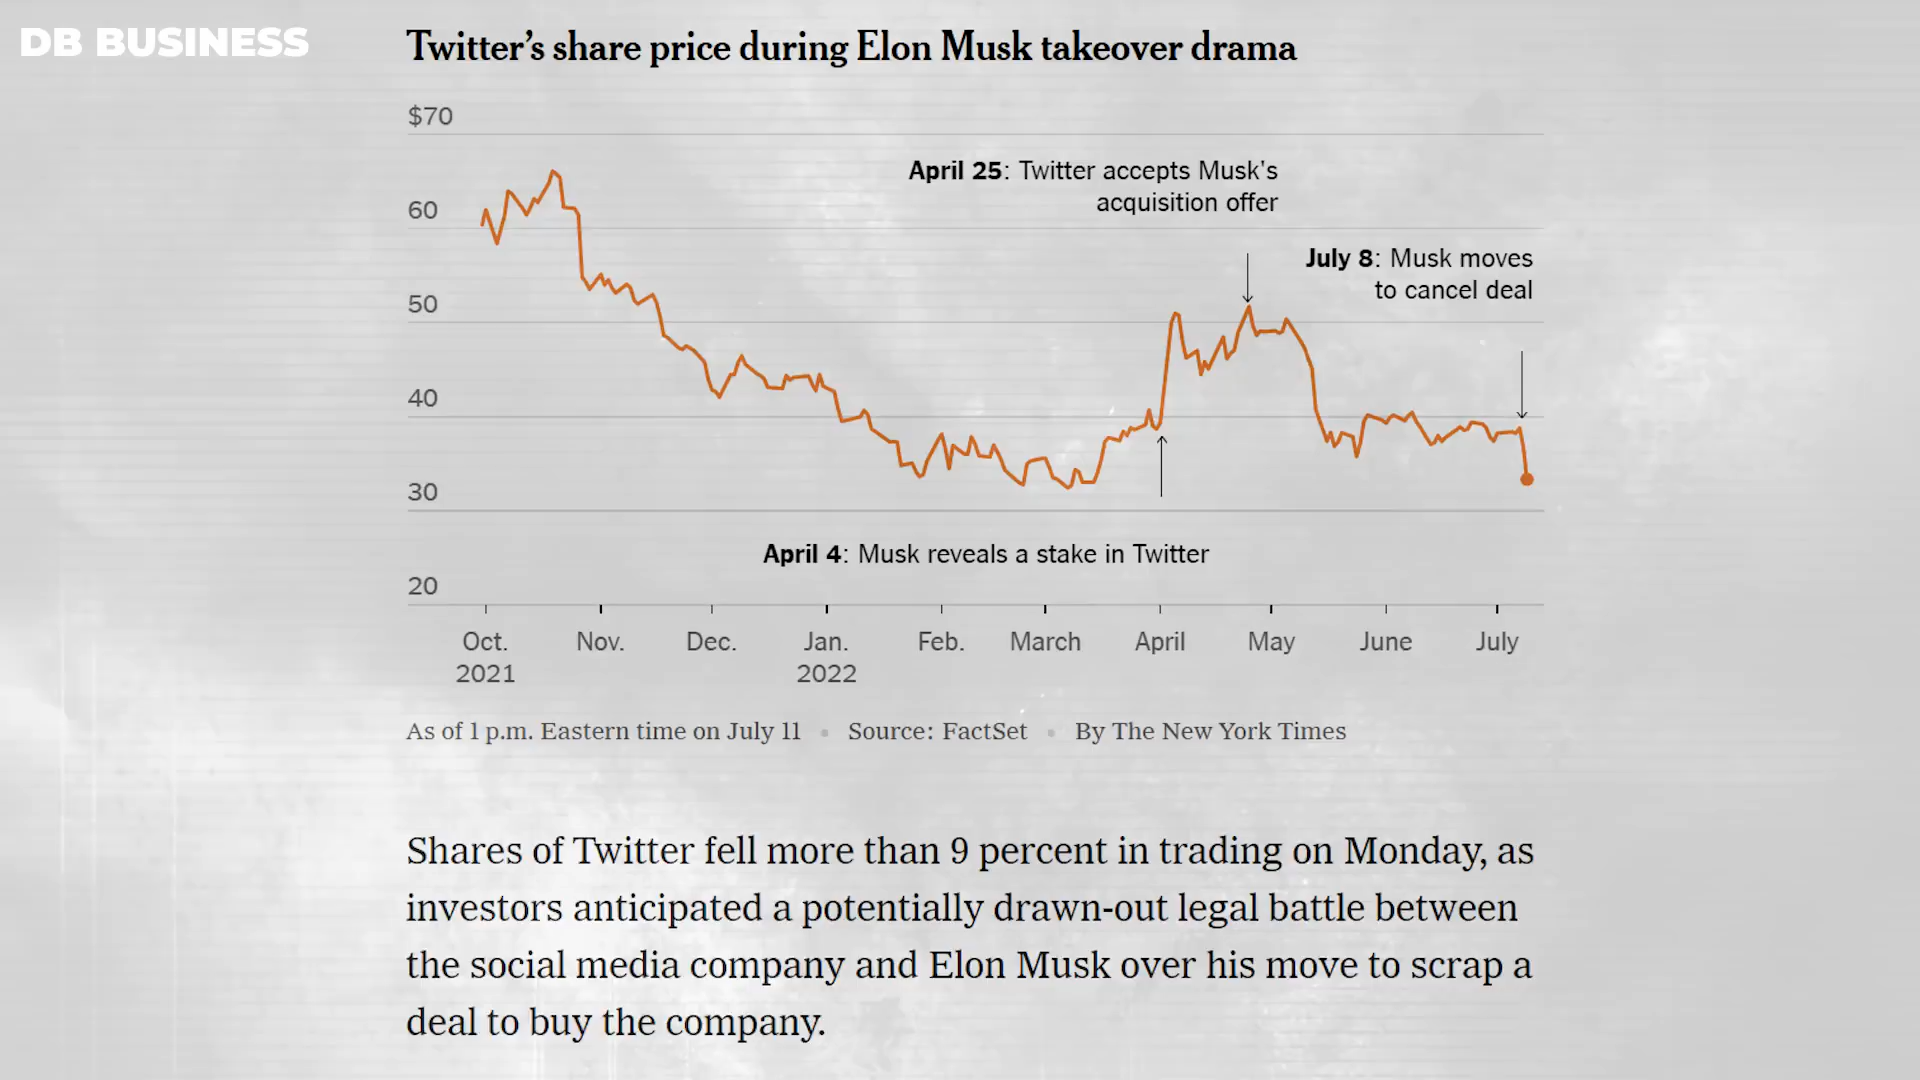 DB BUSINESS
Twitter’s share price during Elon Musk takeover drama
$70
April 25: Twitter accepts Musk's
acquisition offer
60
July 8: Musk moves
to cancel deal
50
40
30
April 4: Musk reveals a stake in Twitter
20
Oct. Nov. Dec. Jan. Feb. March April May June July
2021 2022
As of 1 p.m. Eastern time on July 11 • Source: FactSet • By The New York Times
Shares of Twitter fell more than 9 percent in trading on Monday, as
investors anticipated a potentially drawn-out legal battle between
the social media company and Elon Musk over his move to scrap a
deal to buy the company.